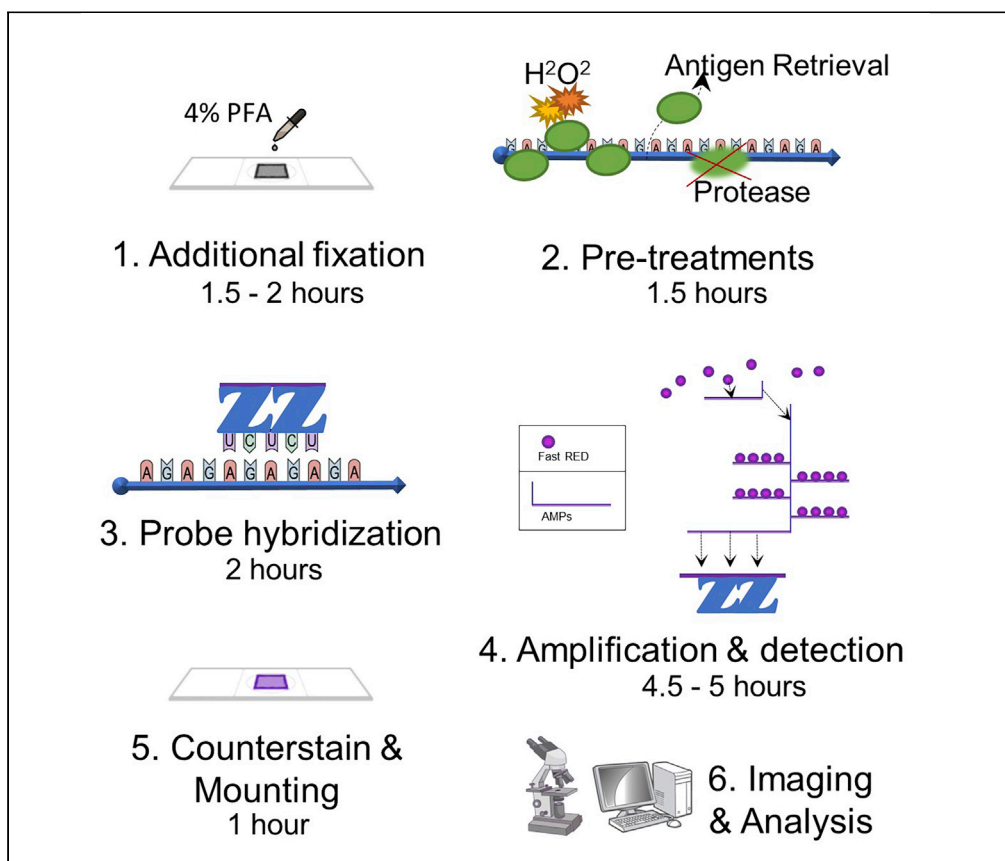 4% PFA
1. Additional fixation
1.5 - 2 hours
H²O²
Antigen Retrieval
G A G A G A G A G A G A G A G A
Protease
2. Pre-treatments
1.5 hours
ZZ
U C U C U
A G A G A G A G A G A
3. Probe hybridization
2 hours
Fast RED
AMPs
ZZ
4. Amplification & detection
4.5 - 5 hours
5. Counterstain &
Mounting
1 hour
6. Imaging
& Analysis